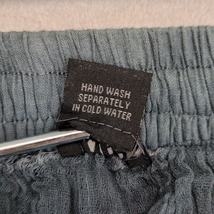 HAND WASH
SEPARATELY
IN COLD WATER